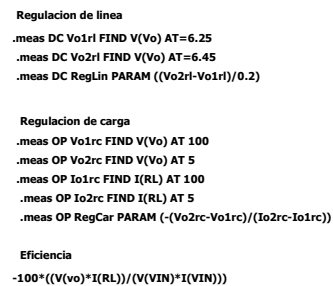 Regulacion de linea
.meas DC Vo1rl FIND V(Vo) AT=6.25
.meas DC Vo2rl FIND V(Vo) AT=6.45
.meas DC RegLin PARAM ((Vo2rl-Vo1rl)/0.2)
Regulacion de carga
.meas OP Vo1rc FIND V(Vo) AT 100
.meas OP Vo2rc FIND V(Vo) AT 5
.meas OP Io1rc FIND I(RL) AT 100
.meas OP Io2rc FIND I(RL) AT 5
.meas OP RegCar PARAM (-(Vo2rc-Vo1rc)/(Io2rc-Io1rc))
Eficiencia
-100*((V(vo)*I(RL))/(V(VIN)*I(VIN)))